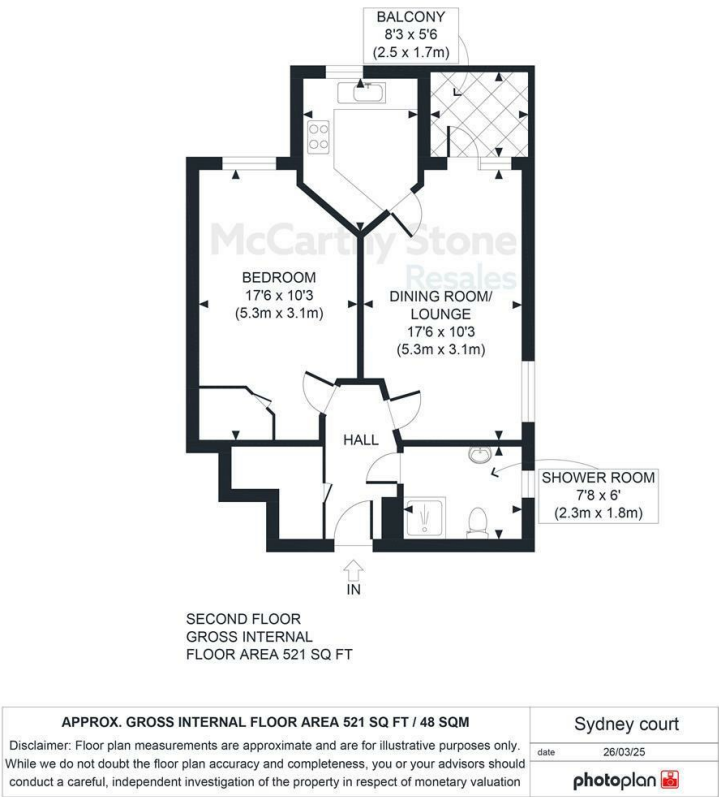 BALCONY
8'3 x 5'6
(2.5 x 1.7m)
McCarthy Stone
Resales
BEDROOM
17'6 x 10'3
(5.3m x 3.1m)
DINING ROOM/
LOUNGE
17'6 x 10'3
(5.3m x 3.1m)
HALL
SHOWER ROOM
7'8 x 6'
(2.3m x 1.8m)
IN
SECOND FLOOR
GROSS INTERNAL
FLOOR AREA 521 SQ FT
APPROX. GROSS INTERNAL FLOOR AREA 521 SQ FT / 48 SQM
Disclaimer: Floor plan measurements are approximate and are for illustrative purposes only.
While we do not doubt the floor plan accuracy and completeness, you or your advisors should
conduct a careful, independent investigation of the property in respect of monetary valuation
Sydney court
date 26/03/25
photoplan